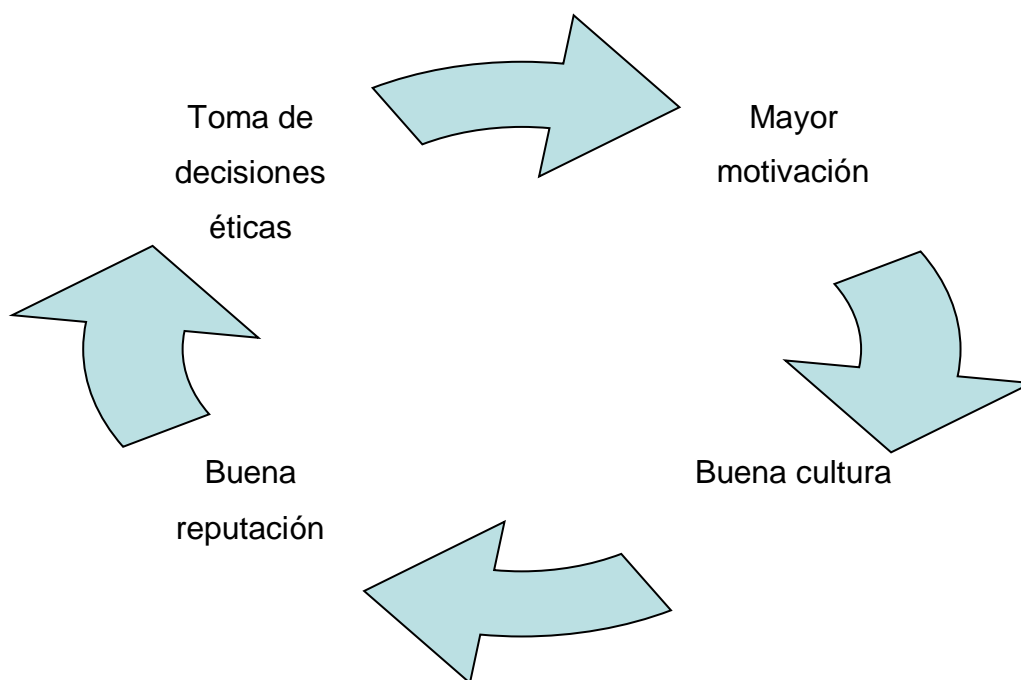 Toma de
decisiones
éticas
Mayor
motivación
Buena cultura
Buena
reputación